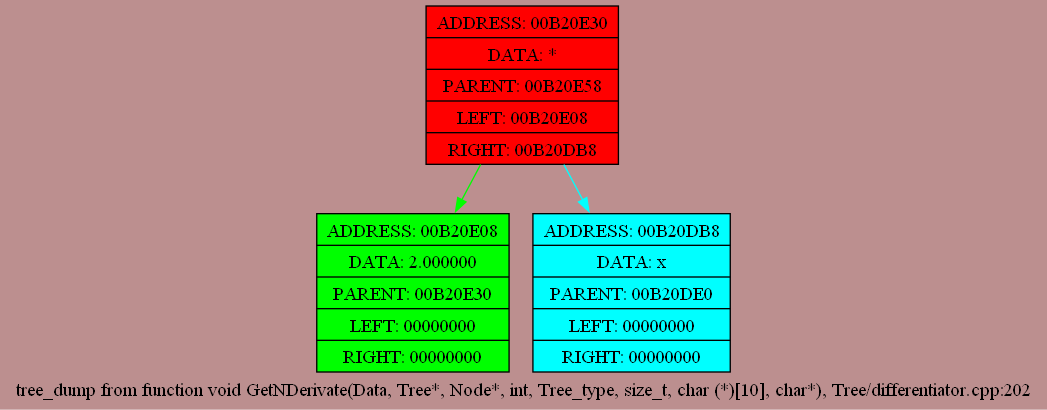 ADDRESS: 00B20E30
DATA: *
PARENT: 00B20E58
LEFT: 00B20E08
RIGHT: 00B20DB8
ADDRESS: 00B20E08
DATA: 2.000000
PARENT: 00B20E30
LEFT: 00000000
RIGHT: 00000000
ADDRESS: 00B20DB8
DATA: x
PARENT: 00B20DE0
LEFT: 00000000
RIGHT: 00000000
tree_dump from function void GetNDerivate(Data, Tree*, Node*, int, Tree_type, size_t, char (*)[10], char*), Tree/differentiator.cpp:202